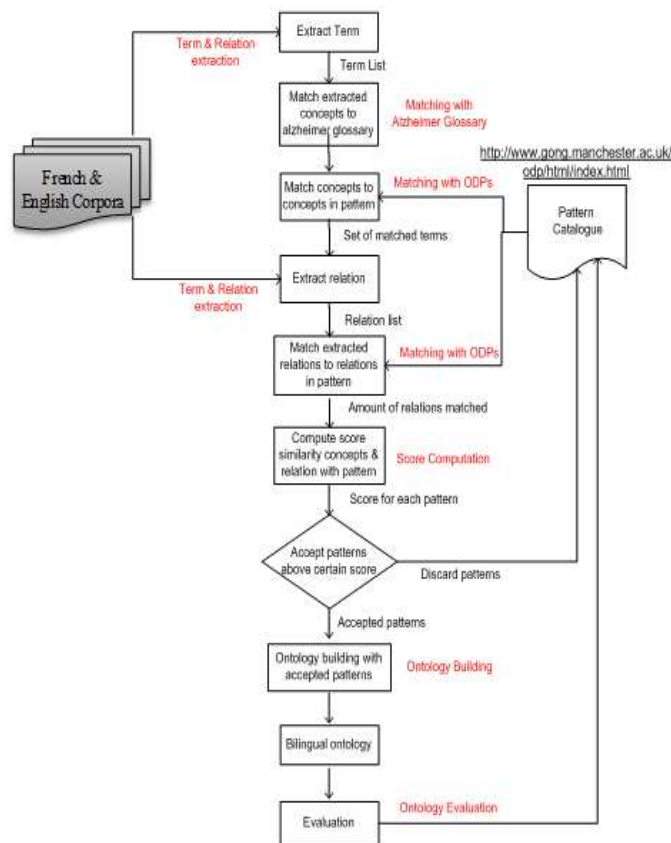 Extract Term
Term & Relation
extraction
Term List
Match extracted
concepts to
alzheimer glossary
Matching with
Alzheimer Glossary
http://www.gong.manchester.ac.uk/
odp/html/index.html
French &
English Corpora
Match concepts to
concepts in pattern
Matching with ODPs
Pattern
Catalogue
Set of matched terms
Term & Relation
extraction
Extract relation
Relation list
Match extracted
relations to relations
in pattern
Matching with ODPs
Amount of relations matched
Compute score
similarity concepts &
relation with pattern
Score Computation
Score for each pattern
Accept patterns
above certain score
Discard patterns
Accepted patterns
Ontology building with
accepted patterns
Ontology Building
Bilingual ontology
Evaluation
Ontology Evaluation